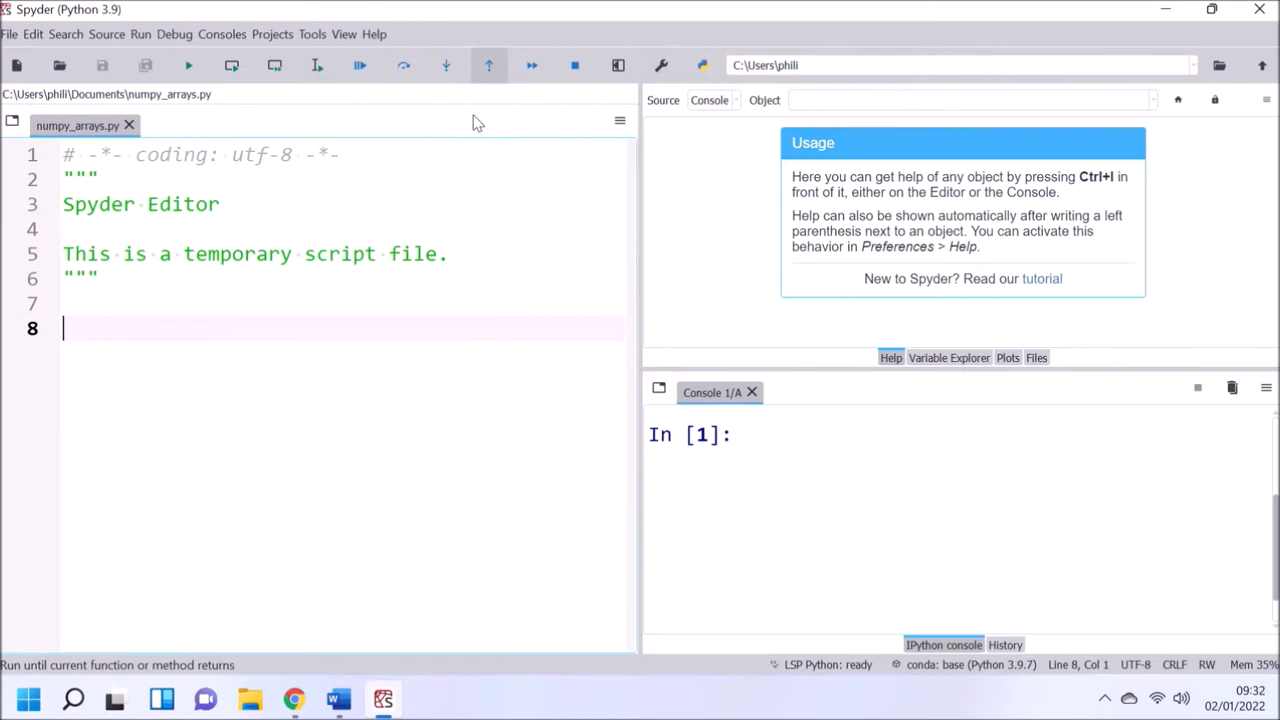 Spyder (Python 3.9)
File Edit Search Source Run Debug Consoles Projects Tools View Help
C:\Users\phili
C:\Users\phili\Documents\numpy_arrays.py
Source Console Object
numpy_arrays.py
1 # -*- coding: utf-8 -*-
2 """
3 Spyder Editor
4
5 This is a temporary script file.
6 """
7
8
Usage
Here you can get help of any object by pressing Ctrl+I in
front of it, either on the Editor or the Console.
Help can also be shown automatically after writing a left
parenthesis next to an object. You can activate this
behavior in Preferences > Help.
New to Spyder? Read our tutorial
Help Variable Explorer Plots Files
Console 1/A
In [1]:
IPython console History
Run until current function or method returns
LSP Python: ready conda: base (Python 3.9.7) Line 8, Col 1 UTF-8 CRLF RW Mem 35%
09:32
02/01/2022